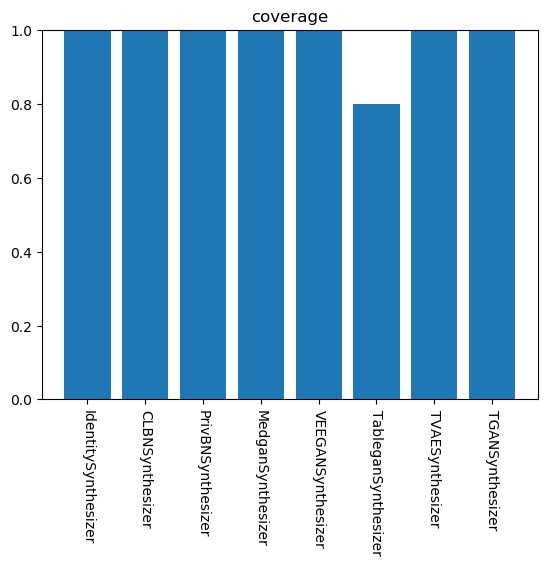 coverage
1.0
0.8
0.6
0.4
0.2
0.0
IdentitySynthesizer
CLBNSynthesizer
PrivBNSynthesizer
MedganSynthesizer
VEEGANSynthesizer
TableganSynthesizer
TVAESynthesizer
TGANSynthesizer